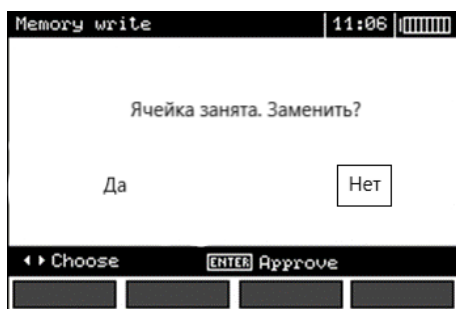 Memory write 11:06
Ячейка занята. Заменить?
Да Нет
Choose ENTER Approve